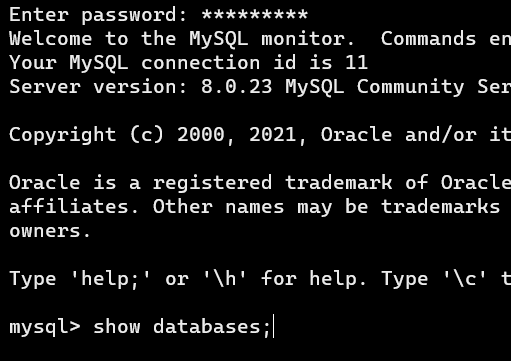 Enter password: *********
Welcome to the MySQL monitor.  Commands en
Your MySQL connection id is 11
Server version: 8.0.23 MySQL Community Ser
Copyright (c) 2000, 2021, Oracle and/or it
Oracle is a registered trademark of Oracle
affiliates. Other names may be trademarks
owners.
Type 'help;' or '\h' for help. Type '\c' t
mysql> show databases;